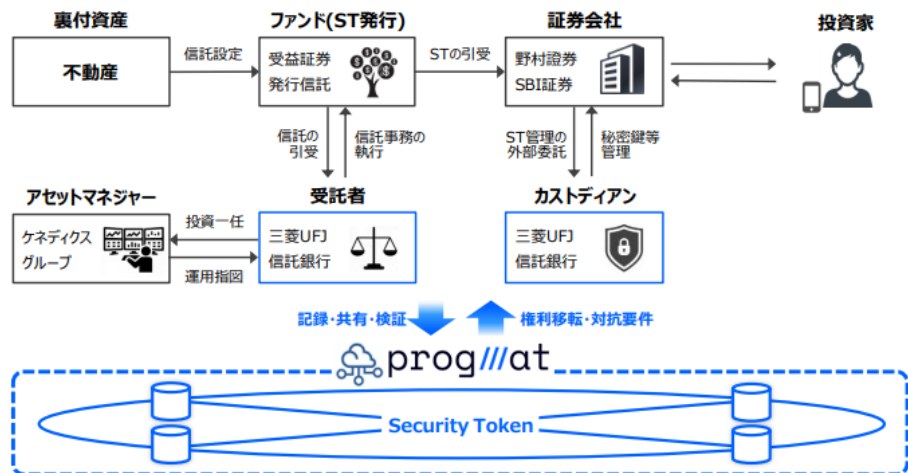 裏付資産
ファンド(ST発行)
証券会社
投資家
不動産
信託設定
受益証券
発行信託
$ $ $ $ $ $
STの引受
野村證券
SBI証券
信託の
引受
信託事務の
執行
ST管理の
外部委託
秘密鍵等
管理
アセットマネジャー
受託者
カストディアン
ケネディクス
グループ
投資一任
運用指図
三菱UFJ
信託銀行
三菱UFJ
信託銀行
記録・共有・検証
権利移転・対抗要件
progmat
Security Token